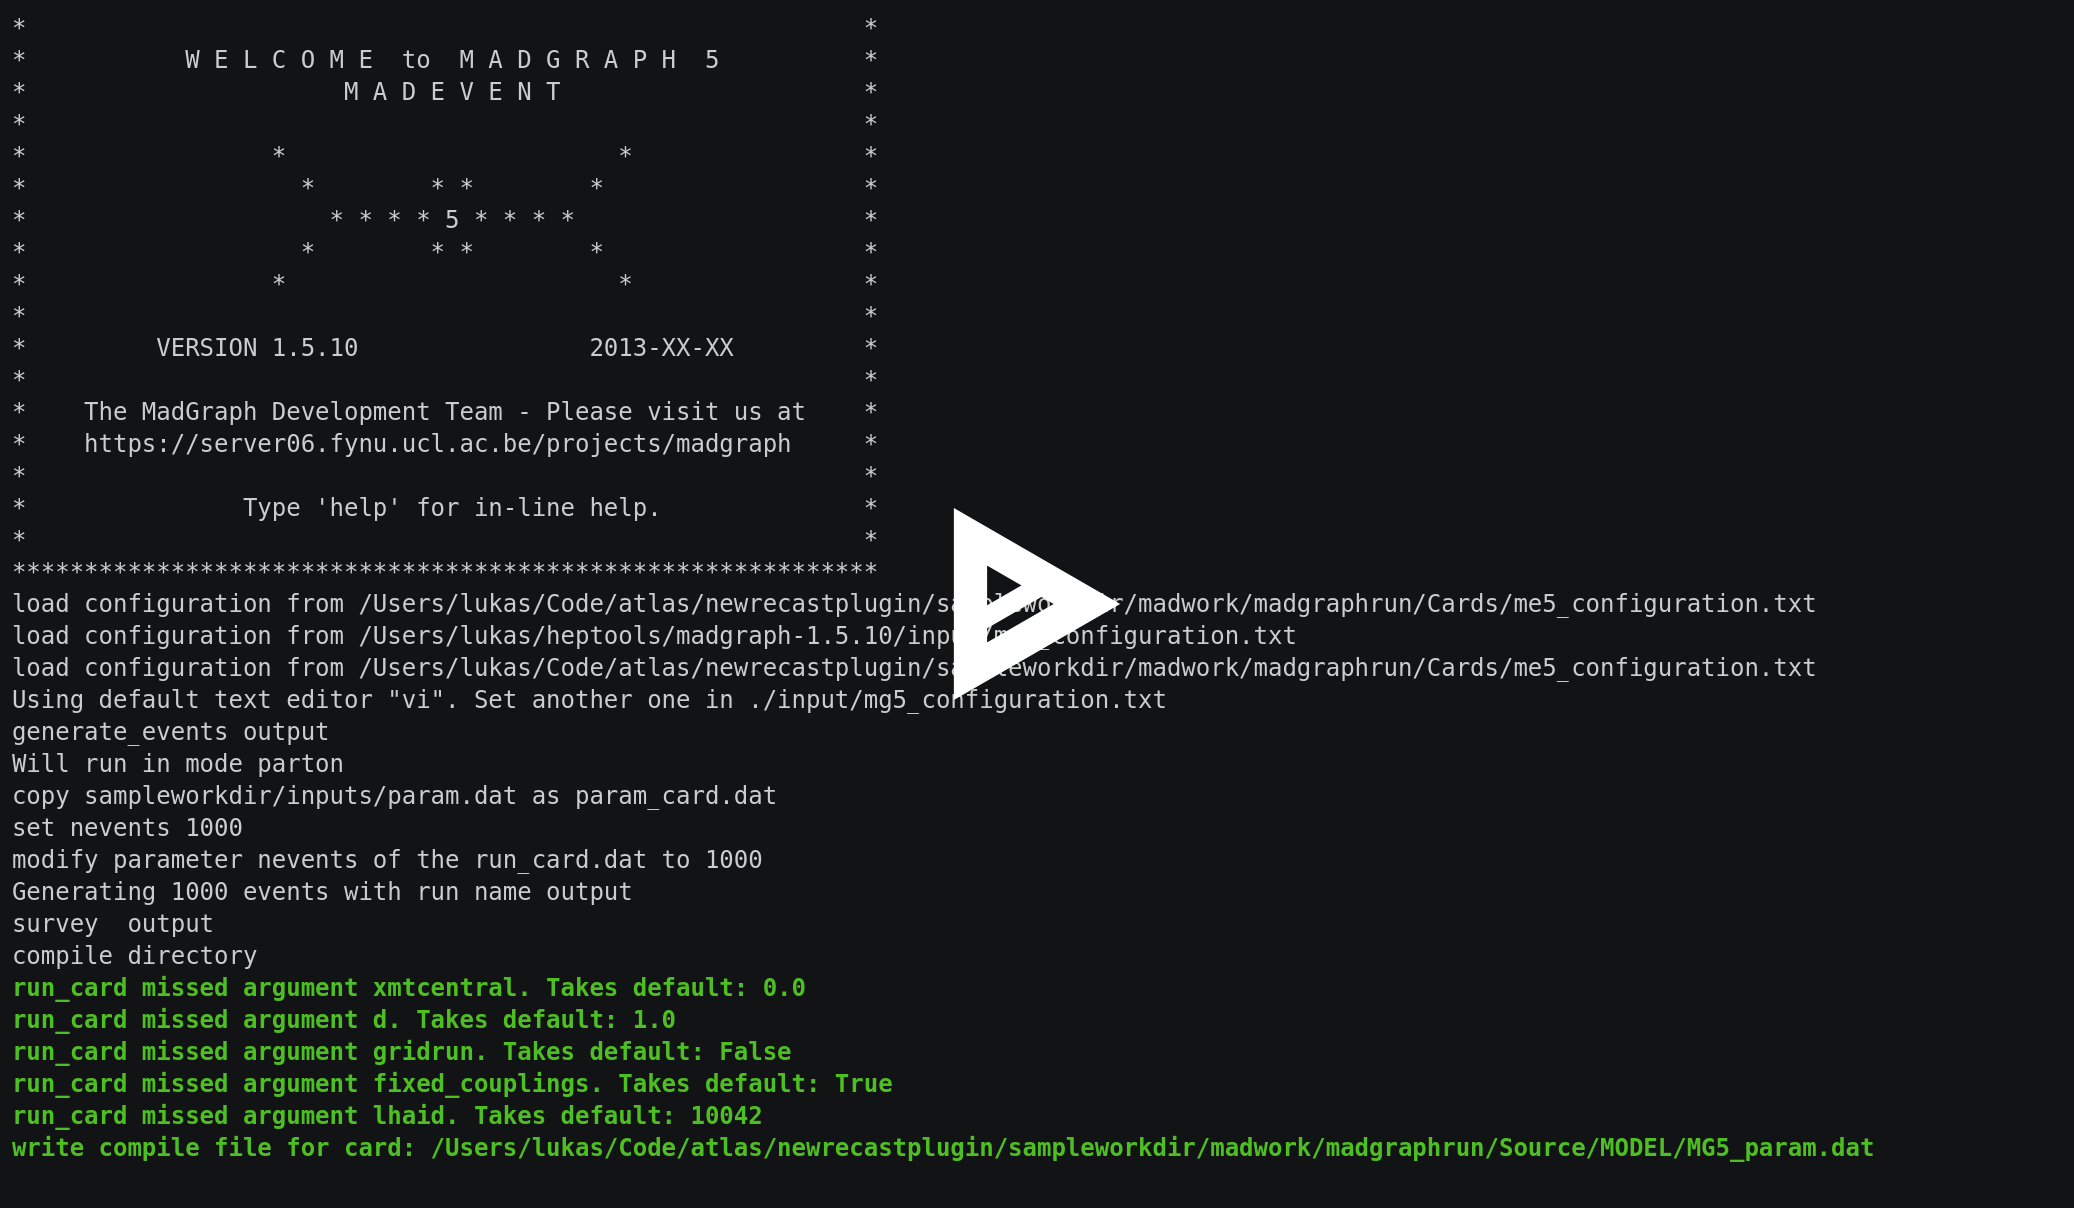 *                                                          *
*           W E L C O M E  to  M A D G R A P H  5          *
*                      M A D E V E N T                     *
*                                                          *
*                 *                       *                *
*                   *        * *        *                  *
*                     * * * * 5 * * * *                    *
*                   *        * *        *                  *
*                 *                       *                *
*                                                          *
*         VERSION 1.5.10                2013-XX-XX         *
*                                                          *
*    The MadGraph Development Team - Please visit us at    *
*    https://server06.fynu.ucl.ac.be/projects/madgraph     *
*                                                          *
*               Type 'help' for in-line help.              *
*                                                          *
************************************************************
load configuration from /Users/lukas/Code/atlas/newrecastplugin/sampleworkdir/madwork/madgraphrun/Cards/me5_configuration.txt
load configuration from /Users/lukas/heptools/madgraph-1.5.10/input/mg5_configuration.txt
load configuration from /Users/lukas/Code/atlas/newrecastplugin/sampleworkdir/madwork/madgraphrun/Cards/me5_configuration.txt
Using default text editor "vi". Set another one in ./input/mg5_configuration.txt
generate_events output
Will run in mode parton
copy sampleworkdir/inputs/param.dat as param_card.dat
set nevents 1000
modify parameter nevents of the run_card.dat to 1000
Generating 1000 events with run name output
survey  output
compile directory
run_card missed argument xmtcentral. Takes default: 0.0
run_card missed argument d. Takes default: 1.0
run_card missed argument gridrun. Takes default: False
run_card missed argument fixed_couplings. Takes default: True
run_card missed argument lhaid. Takes default: 10042
write compile file for card: /Users/lukas/Code/atlas/newrecastplugin/sampleworkdir/madwork/madgraphrun/Source/MODEL/MG5_param.dat